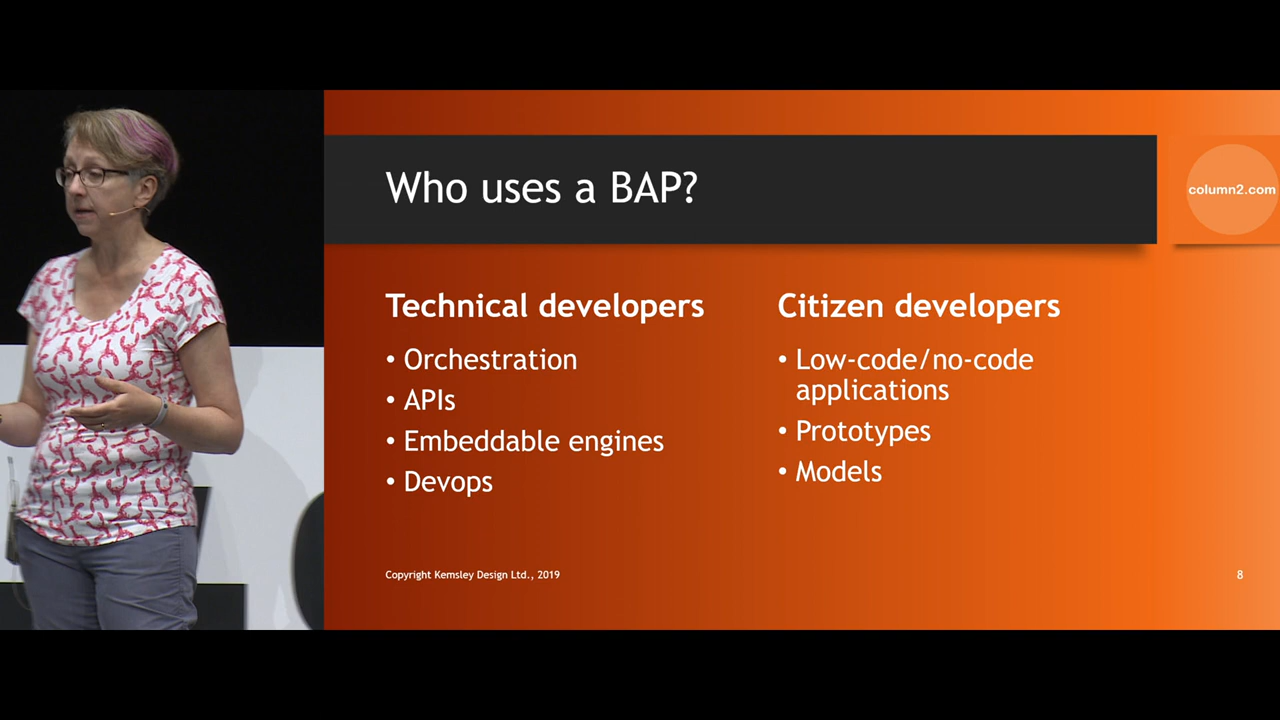 Who uses a BAP?
column2.com
Technical developers
• Orchestration
• APIs
• Embeddable engines
• Devops
Citizen developers
• Low-code/no-code
applications
• Prototypes
• Models
Copyright Kemsley Design Ltd., 2019
8